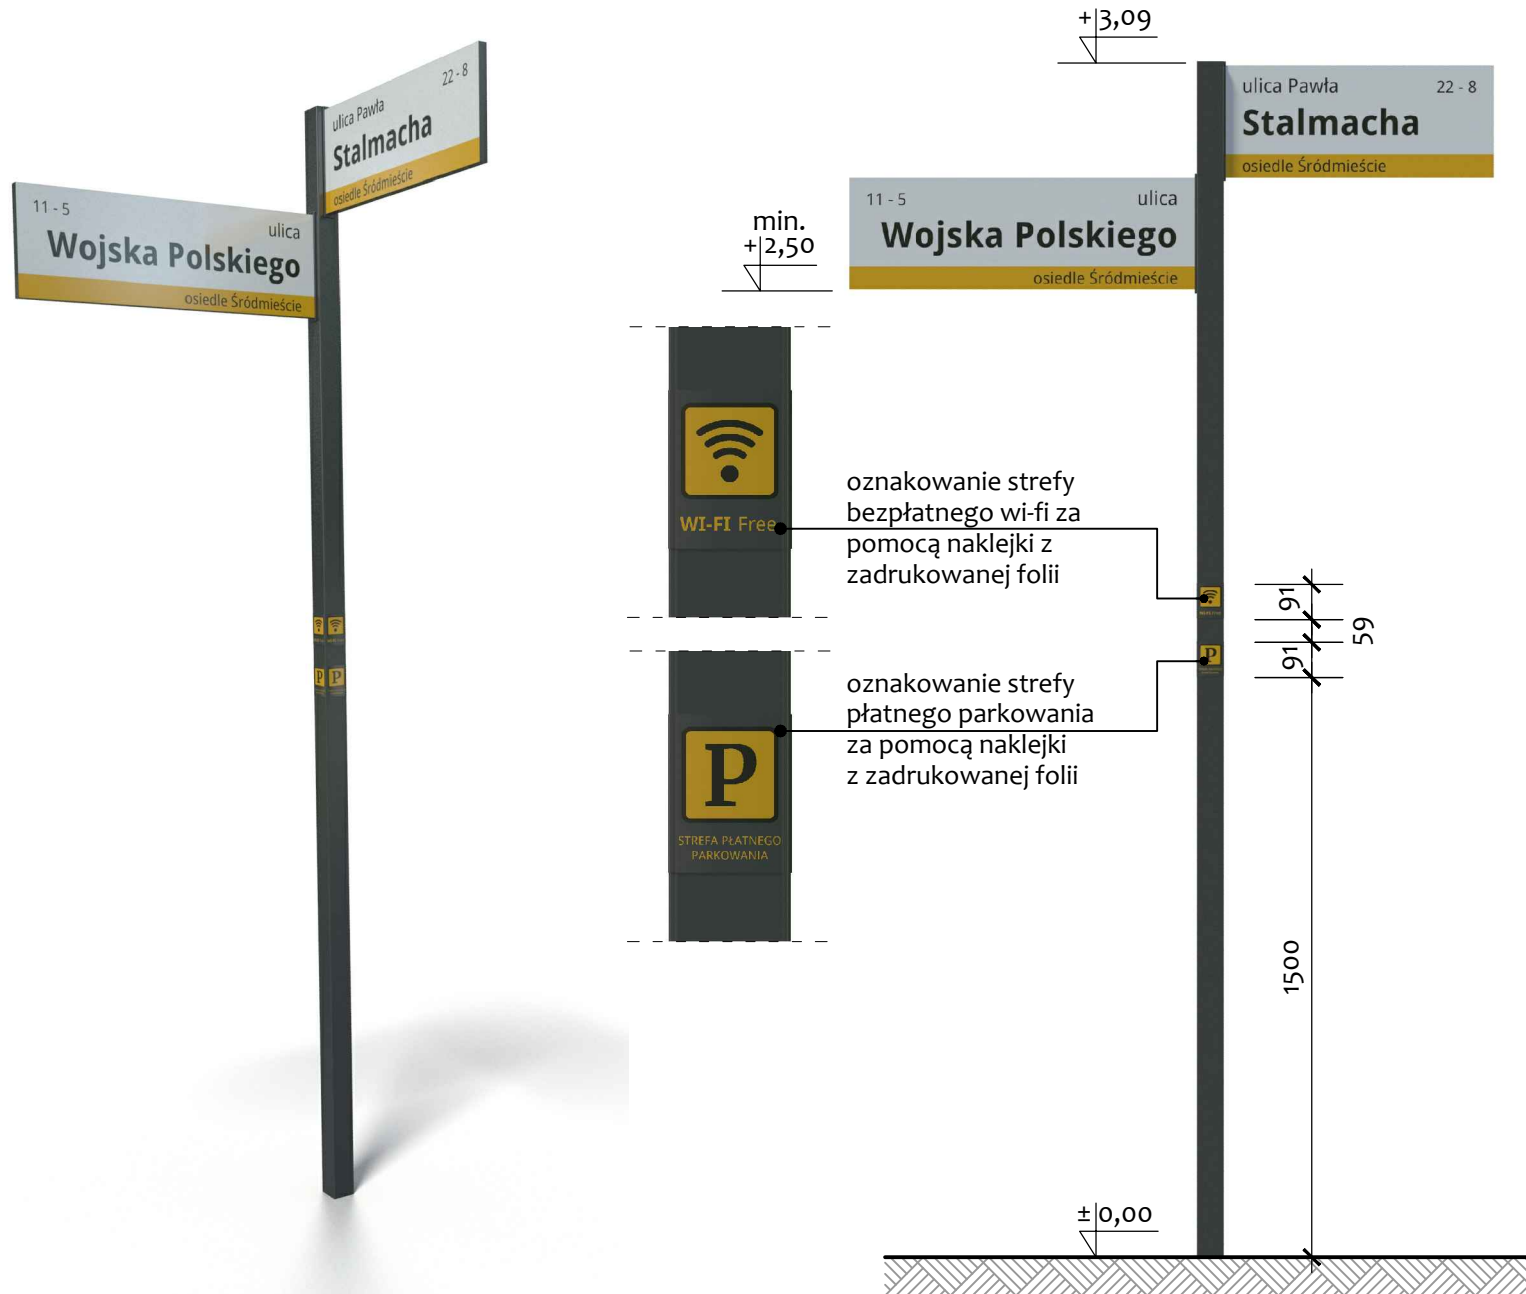 22 - 8
ulica Pawła
Stalmacha
osiedle Śródmieście
11 - 5
ulica
Wojska Polskiego
osiedle Śródmieście
P
P
min.
+2,50
WI-FI Free
P
STREFA PŁATNEGO
PARKOWANIA
oznakowanie strefy
bezpłatnego wi-fi za
pomocą naklejki z
zadrukowanej folii
oznakowanie strefy
płatnego parkowania
za pomocą naklejki
z zadrukowanej folii
+3,09
ulica Pawła
22 - 8
Stalmacha
osiedle Śródmieście
11 - 5
ulica
Wojska Polskiego
osiedle Śródmieście
P
91
59
91
1500
±0,00